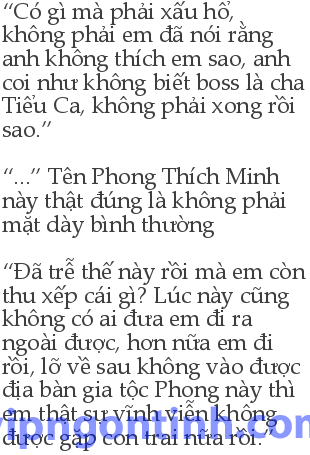 “Có gì mà phải xấu hổ,
không phải em đã nói rằng
anh không thích em sao, anh
coi như không biết boss là cha
Tiểu Ca, không phải xong rồi
sao.”
“...” Tên Phong Thích Minh
này thật đúng là không phải
mặt dày bình thường
“Đã trễ thế này rồi mà em còn
thu xếp cái gì? Lúc này cũng
không có ai đưa em đi ra
ngoài được, hơn nữa em đi
rồi, lỡ về sau không vào được
địa bàn gia tộc Phong này thì
em thật sự vĩnh viễn không
được gặp con trai nữa rồi.”
vipngontinh.com